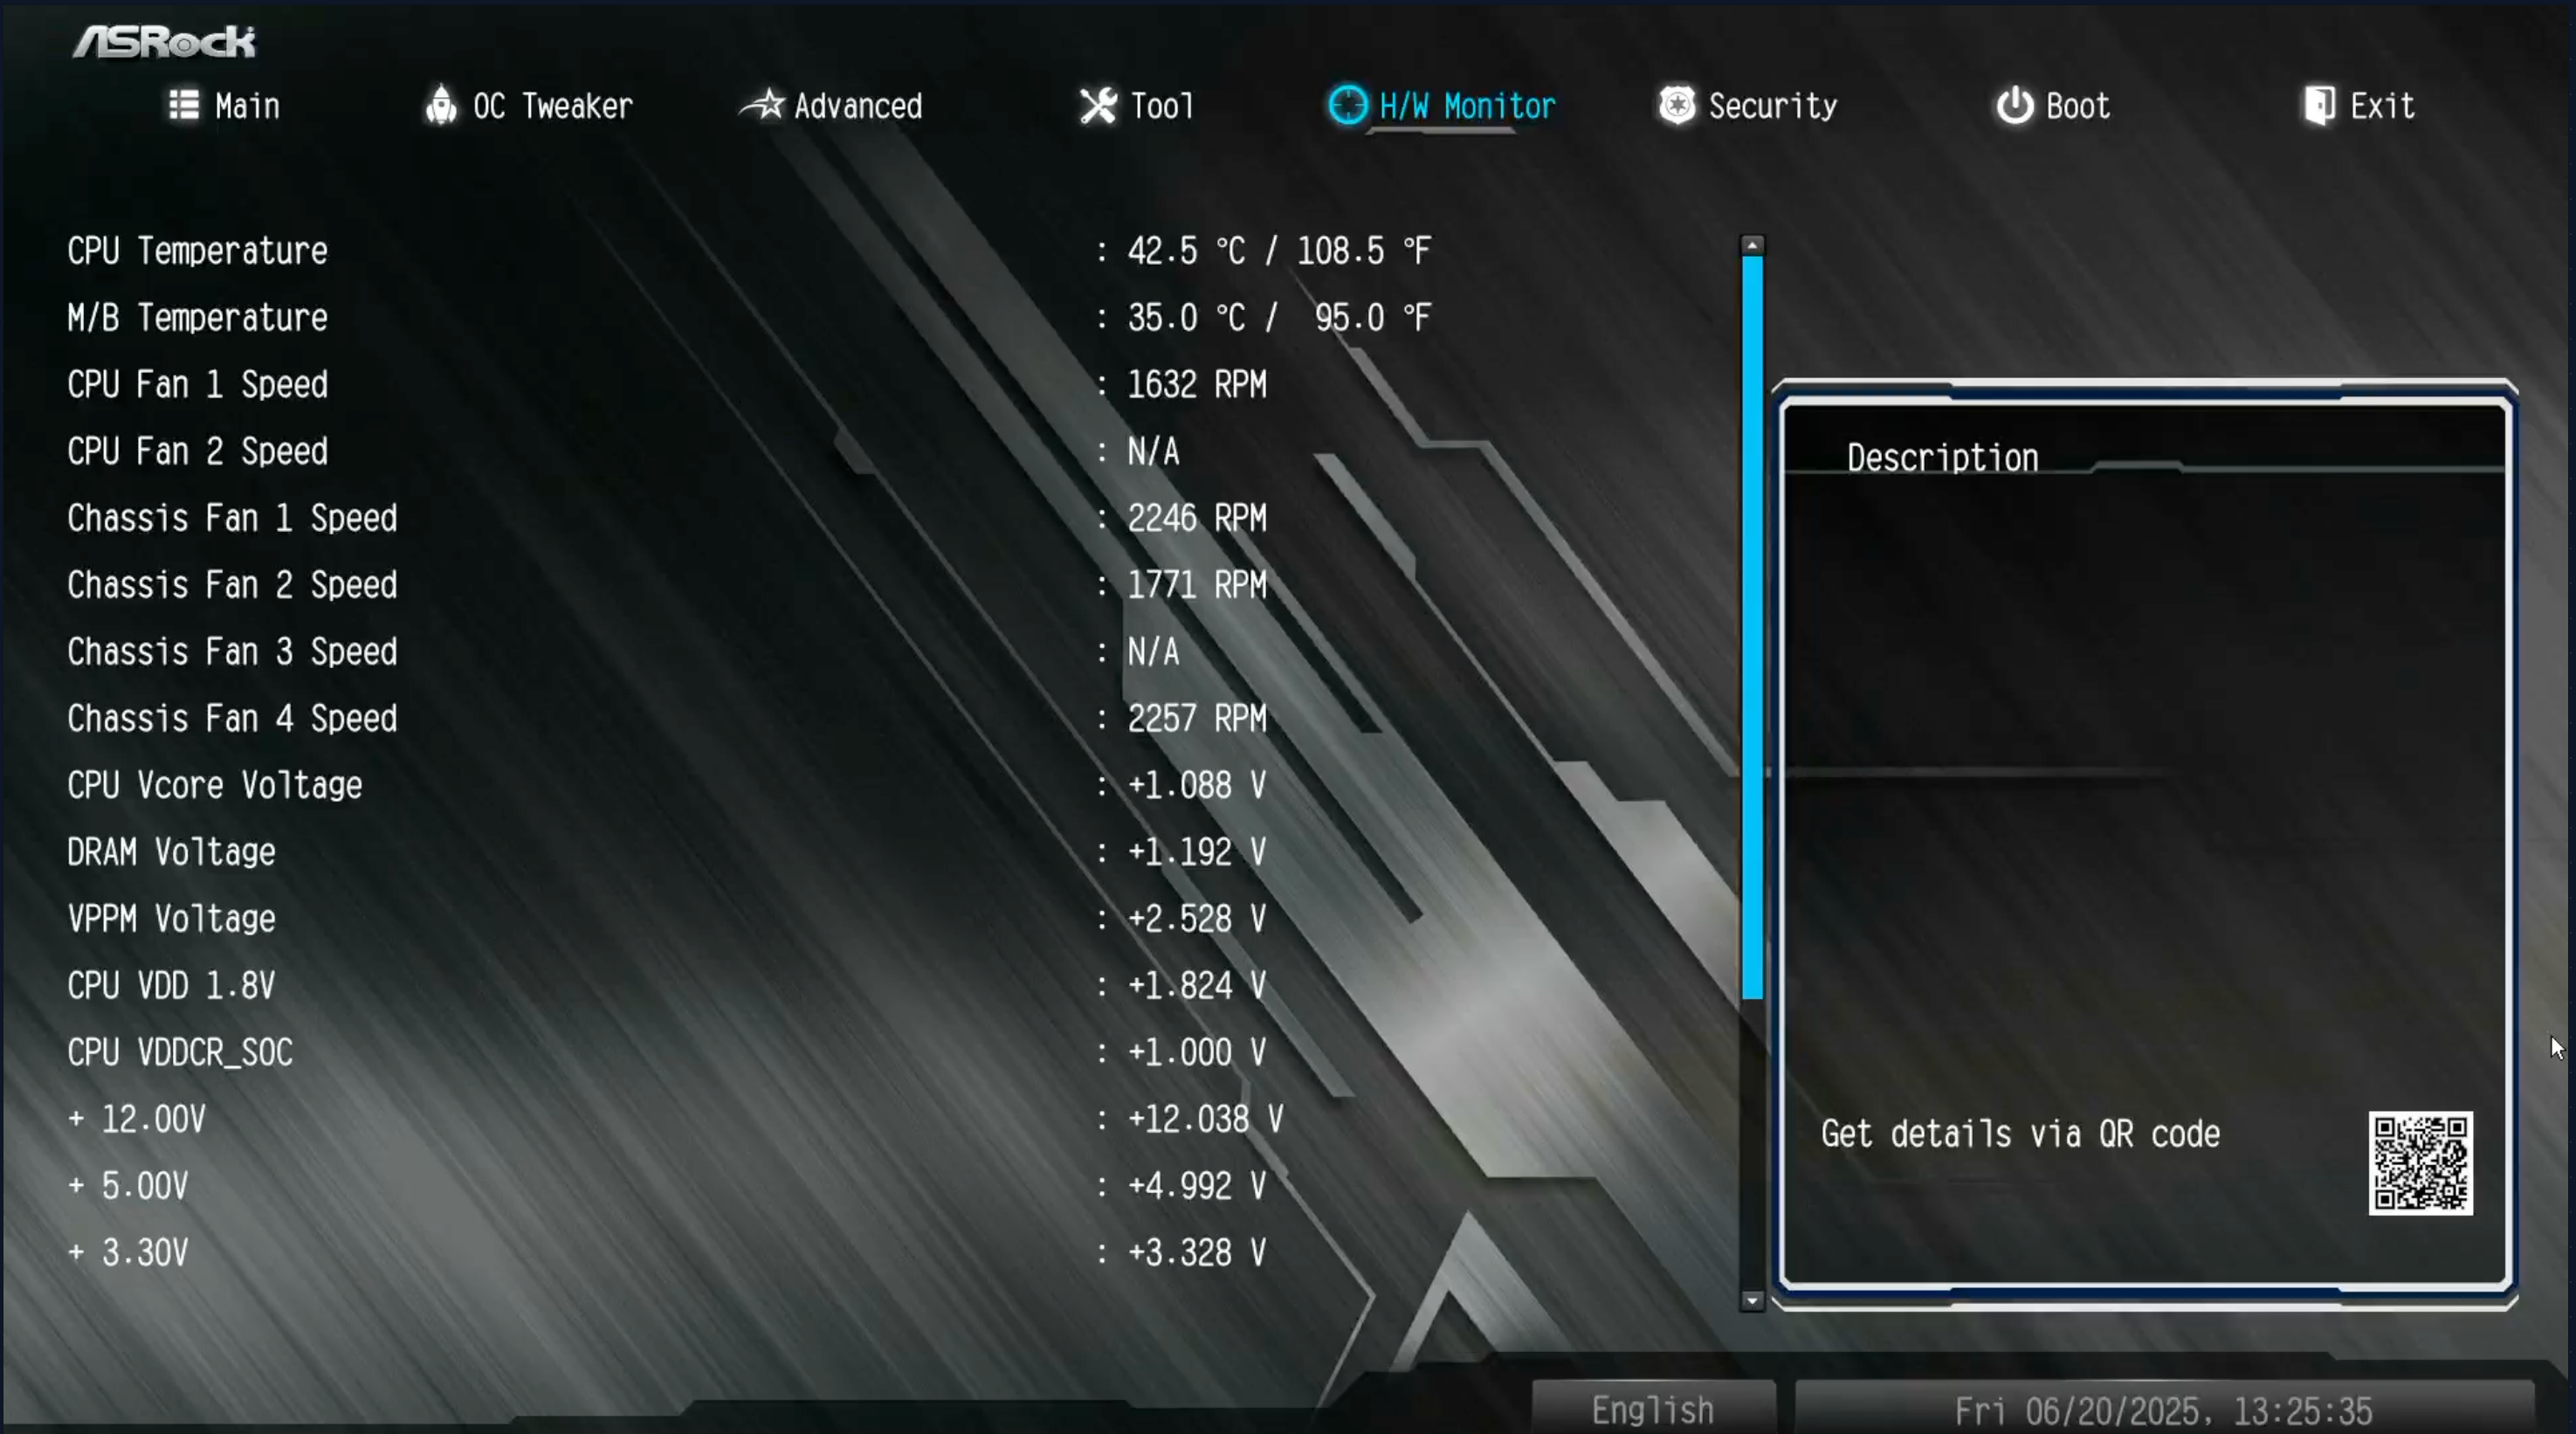 ASRock
Main OC Tweaker Advanced Tool H/W Monitor Security Boot Exit
CPU Temperature : 42.5 °C / 108.5 °F
M/B Temperature : 35.0 °C / 95.0 °F
CPU Fan 1 Speed : 1632 RPM
CPU Fan 2 Speed : N/A
Chassis Fan 1 Speed : 2246 RPM
Chassis Fan 2 Speed : 1771 RPM
Chassis Fan 3 Speed : N/A
Chassis Fan 4 Speed : 2257 RPM
CPU Vcore Voltage : +1.088 V
DRAM Voltage : +1.192 V
VPPM Voltage : +2.528 V
CPU VDD 1.8V : +1.824 V
CPU VDDCR_SOC : +1.000 V
+ 12.00V : +12.038 V
+ 5.00V : +4.992 V
+ 3.30V : +3.328 V
Description
Get details via QR code
English
Fri 06/20/2025, 13:25:35